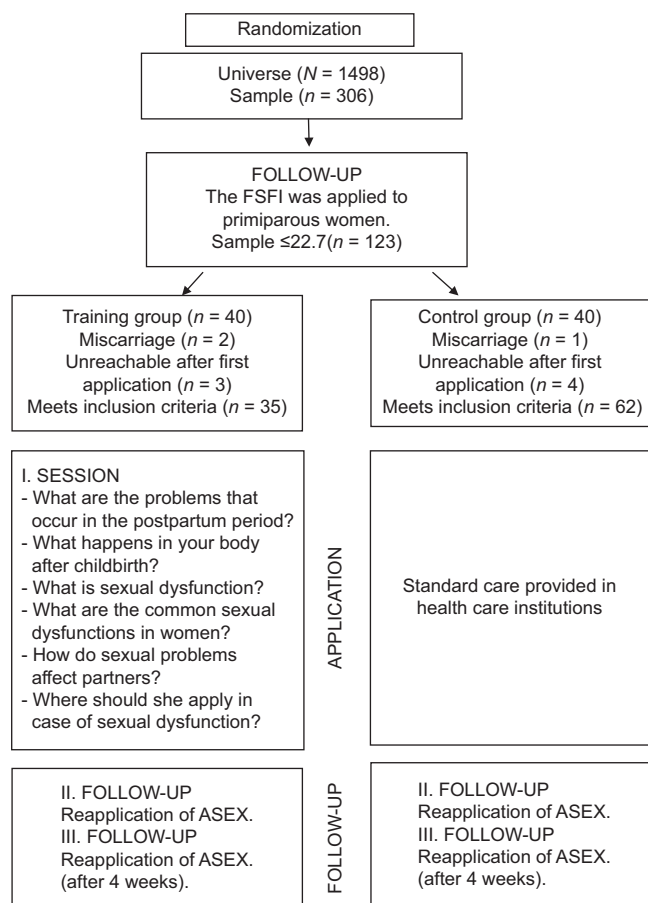 Randomization
Universe (N = 1498)
Sample (n = 306)
FOLLOW-UP
The FSFI was applied to
primiparous women.
Sample ≤22.7(n = 123)
Training group (n = 40)
Miscarriage (n = 2)
Unreachable after first
application (n = 3)
Meets inclusion criteria (n = 35)
Control group (n = 40)
Miscarriage (n = 1)
Unreachable after first
application (n = 4)
Meets inclusion criteria (n = 62)
I. SESSION
- What are the problems that
occur in the postpartum period?
- What happens in your body
after childbirth?
- What is sexual dysfunction?
- What are the common sexual
dysfunctions in women?
- How do sexual problems
affect partners?
- Where should she apply in
case of sexual dysfunction?
APPLICATION
Standard care provided in
health care institutions
II. FOLLOW-UP
Reapplication of ASEX.
III. FOLLOW-UP
Reapplication of ASEX.
(after 4 weeks).
FOLLOW-UP
II. FOLLOW-UP
Reapplication of ASEX.
III. FOLLOW-UP
Reapplication of ASEX.
(after 4 weeks).